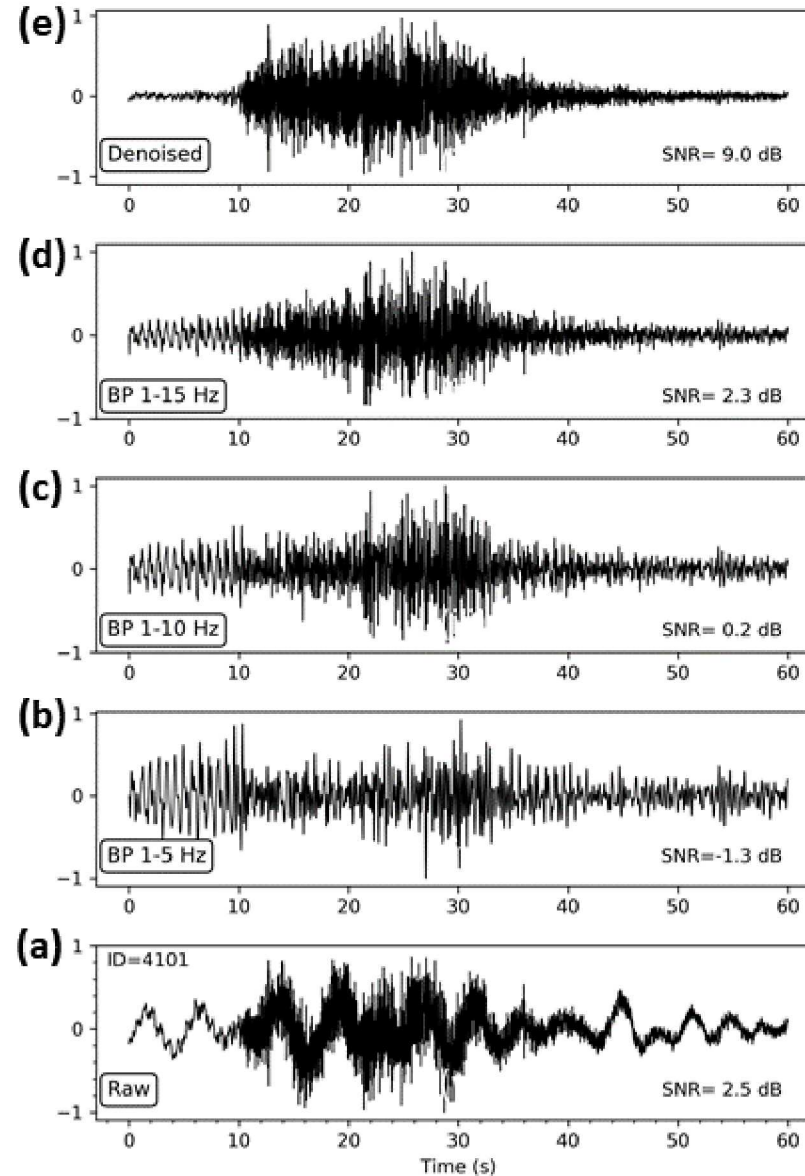 (e)
1
0
−1
Denoised
SNR= 9.0 dB
0 10 20 30 40 50 60
(d)
1
0
−1
BP 1-15 Hz
SNR= 2.3 dB
0 10 20 30 40 50 60
(c)
1
0
−1
BP 1-10 Hz
SNR= 0.2 dB
0 10 20 30 40 50 60
(b)
1
0
−1
BP 1-5 Hz
SNR=-1.3 dB
0 10 20 30 40 50 60
(a)
1
ID=4101
0
−1
Raw
SNR= 2.5 dB
0 10 20 30 40 50 60
Time (s)